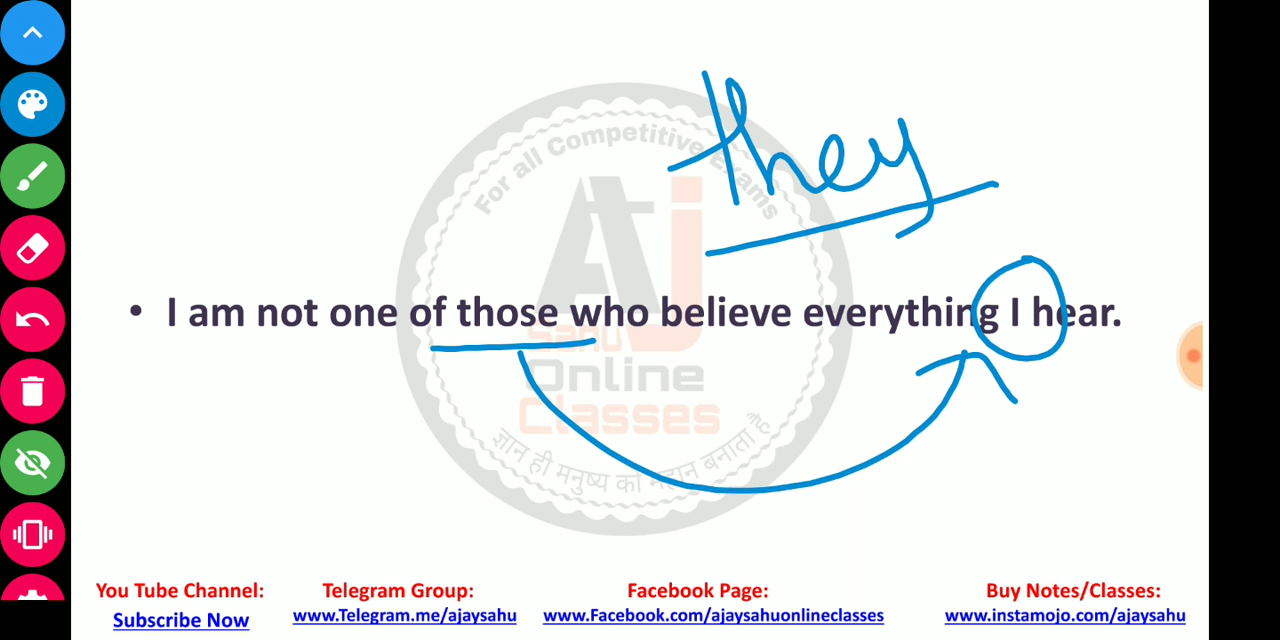 they
For all Competitive Exams
AJ
• I am not one of those who believe everything I hear.
Sahu
Online
Classes
ज्ञान ही मनुष्य को महान बनाता है
You Tube Channel: Telegram Group: Facebook Page: Buy Notes/Classes:
Subscribe Now www.Telegram.me/ajaysahu www.Facebook.com/ajaysahuonlineclasses www.instamojo.com/ajaysahu